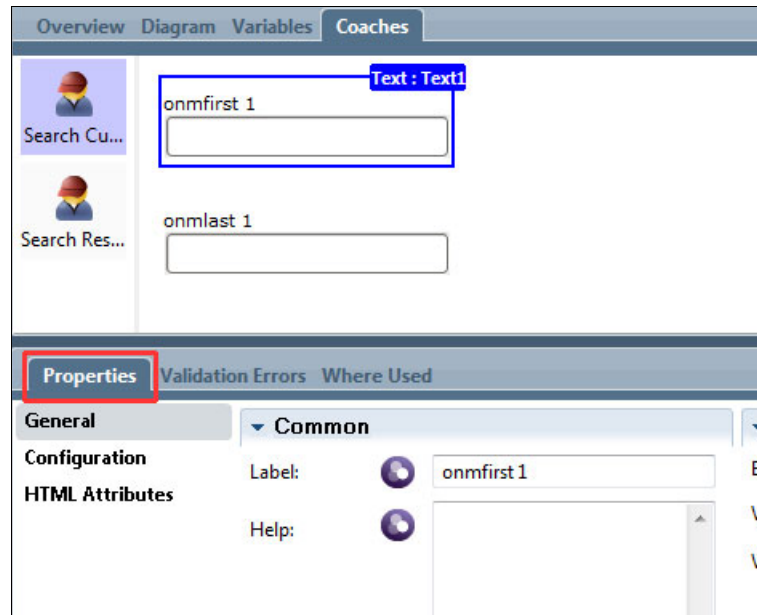 Overview Diagram Variables Coaches
Text : Text1
onmfirst 1
Search Cu...
onmlast 1
Search Res...
Properties Validation Errors Where Used
General
Common
Configuration
Label:
onmfirst 1
HTML Attributes
Help: